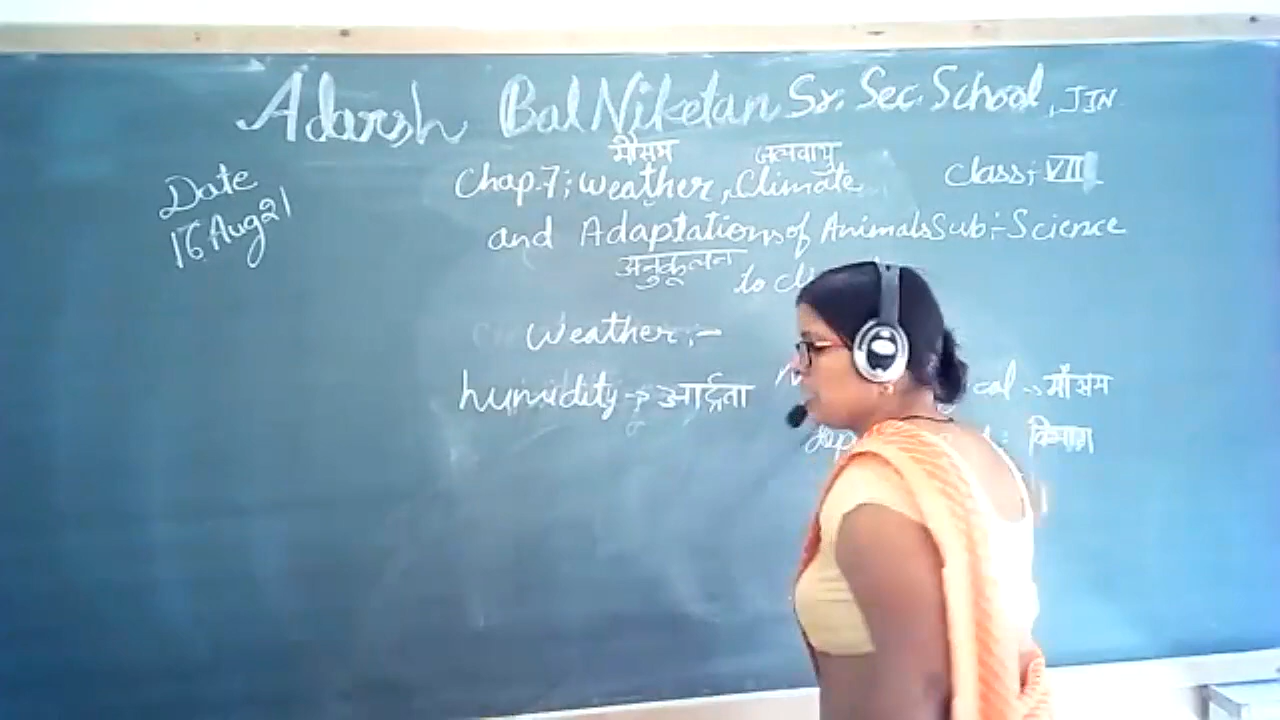 Adarsh Bal Niketan Sr. Sec. School, JJN
मौसम जलवायु
Date
16 Aug 21
Chap.7; Weather, Climate
Class:- VII
and Adaptations of Animals
Sub:- Science
अनुकूलन
to
Weather:-
humidity → आर्द्रता
cal → मौसम
विभाग